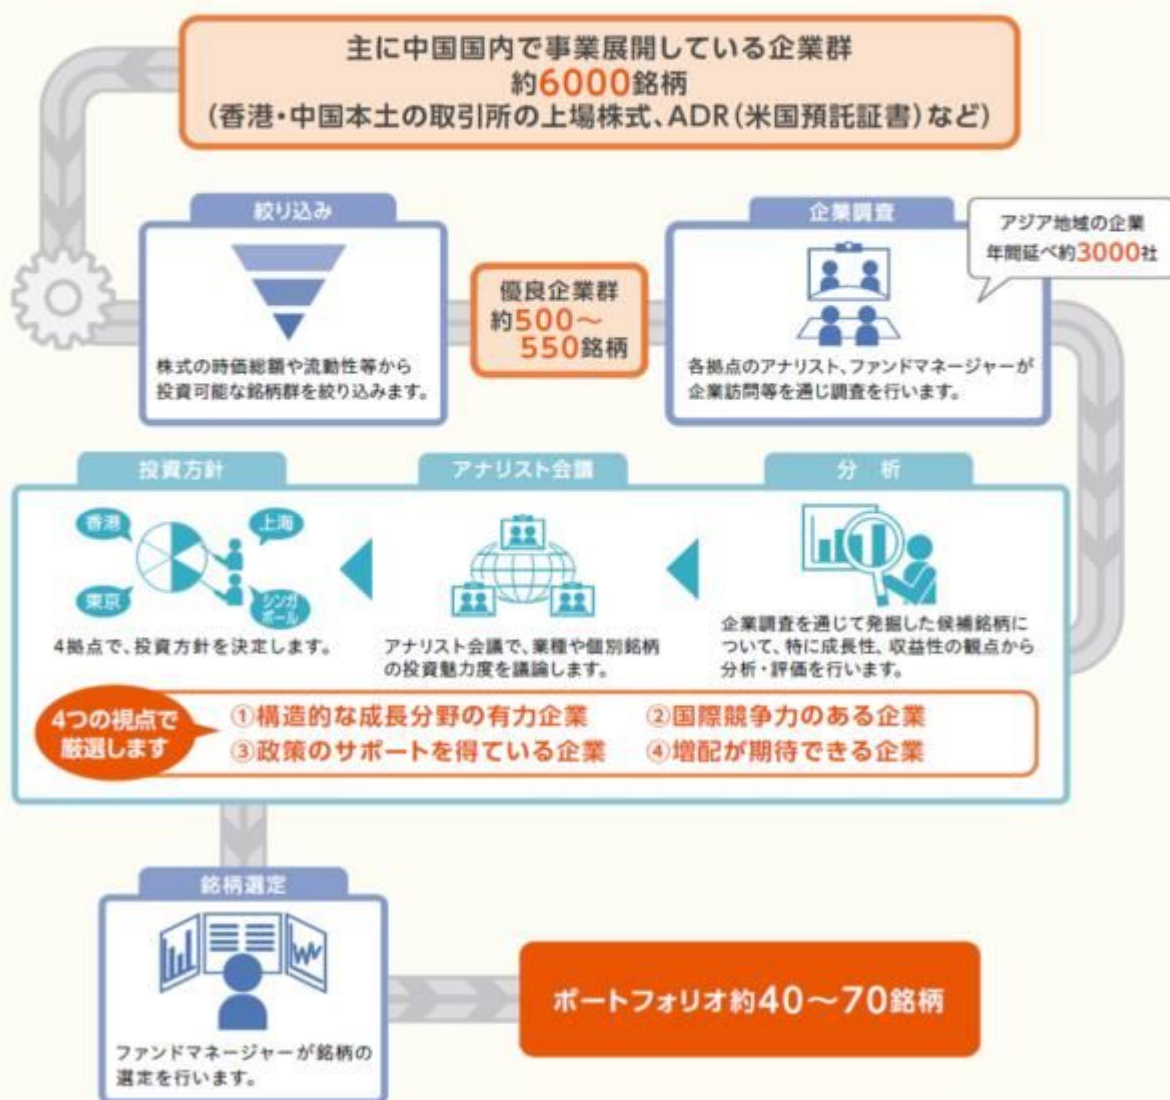 主に中国国内で事業展開している企業群
約6000銘柄
(香港・中国本土の取引所の上場株式、ADR(米国預託証書)など)
絞り込み
株式の時価総額や流動性等から
投資可能な銘柄群を絞り込みます。
優良企業群
約500～
550銘柄
企業調査
アジア地域の企業
年間延べ約3000社
各拠点のアナリスト、ファンドマネージャーが
企業訪問等を通じ調査を行います。
分 析
企業調査を通じて発掘した候補銘柄に
ついて、特に成長性、収益性の観点から
分析・評価を行います。
アナリスト会議
アナリスト会議で、業種や個別銘柄
の投資魅力度を議論します。
投資方針
香港
上海
東京
シンガ
ポール
4拠点で、投資方針を決定します。
4つの視点で
厳選します
①構造的な成長分野の有力企業 ②国際競争力のある企業
③政策のサポートを得ている企業 ④増配が期待できる企業
銘柄選定
ファンドマネージャーが銘柄の
選定を行います。
ポートフォリオ約40～70銘柄